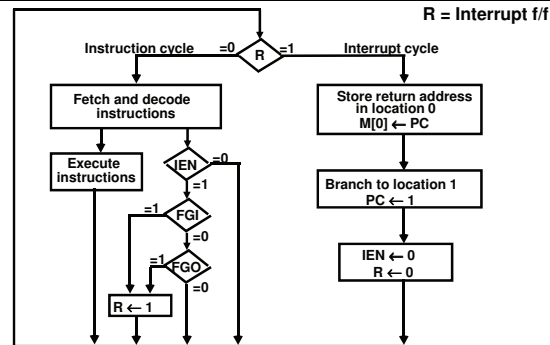 R = Interrupt f/f
Instruction cycle
=0
R
=1
Interrupt cycle
Fetch and decode
instructions
Store return address
in location 0
M[0] ← PC
Execute
instructions
IEN
=0
=1
Branch to location 1
PC ← 1
=1
FGI
=0
=1
FGO
=0
IEN ← 0
R ← 0
R ← 1